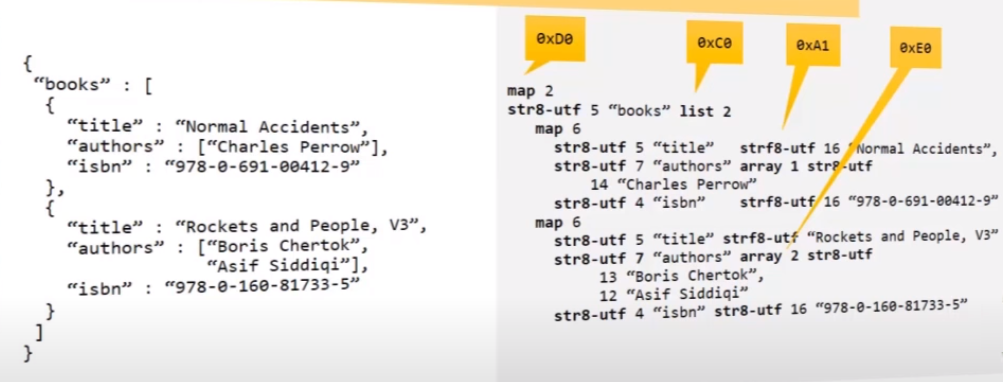 {
“books” : [
{
“title” : “Normal Accidents”,
“authors” : [“Charles Perrow”],
“isbn” : “978-0-691-00412-9”
},
{
“title” : “Rockets and People, V3”,
“authors” : [“Boris Chertok”,
“Asif Siddiqi”],
“isbn” : “978-0-160-81733-5”
}
]
}
0xD0
0xC0
0xA1
0xE0
map 2
str8-utf 5 “books” list 2
map 6
str8-utf 5 “title” strf8-utf 16 “Normal Accidents”,
str8-utf 7 “authors” array 1 str8-utf
14 “Charles Perrow”
str8-utf 4 “isbn” strf8-utf 16 “978-0-691-00412-9”
map 6
str8-utf 5 “title” strf8-utf “Rockets and People, V3”
str8-utf 7 “authors” array 2 str8-utf
13 “Boris Chertok”,
12 “Asif Siddiqi”
str8-utf 4 “isbn” str8-utf 16 “978-0-160-81733-5”